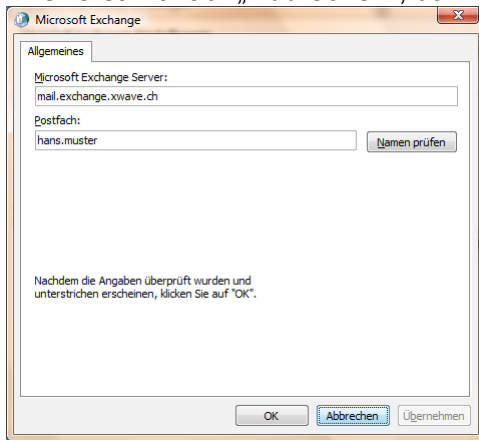 Microsoft Exchange
Allgemeines
Microsoft Exchange Server:
mail.exchange.xwave.ch
Postfach:
hans.muster
Namen prüfen
Nachdem die Angaben überprüft wurden und
unterstrichen erscheinen, klicken Sie auf "OK".
OK
Abbrechen
Übernehmen